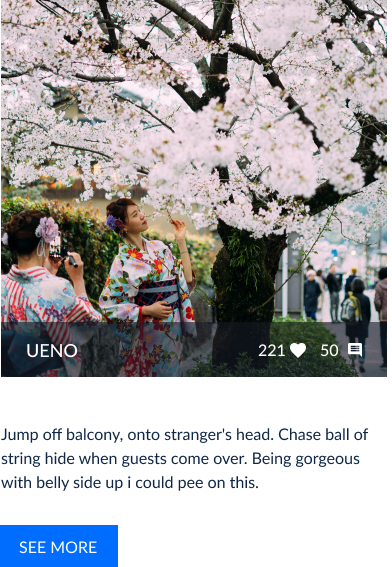 UENO 221 50
Jump off balcony, onto stranger's head. Chase ball of
string hide when guests come over. Being gorgeous
with belly side up i could pee on this.
SEE MORE